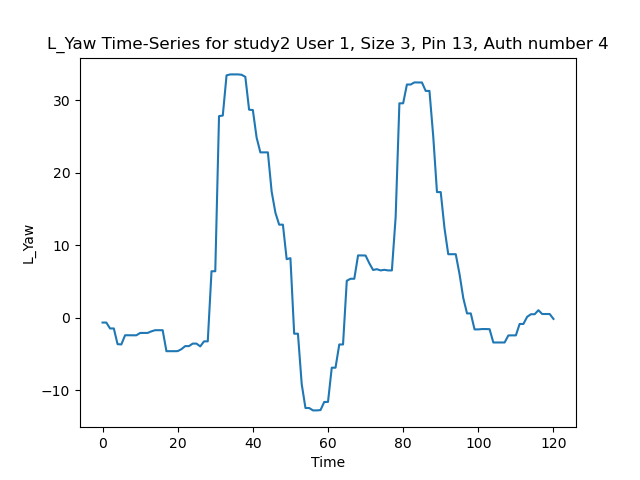 L_Yaw Time-Series for study2 User 1, Size 3, Pin 13, Auth number 4
30
20
10
0
−10
L_Yaw
0 20 40 60 80 100 120
Time